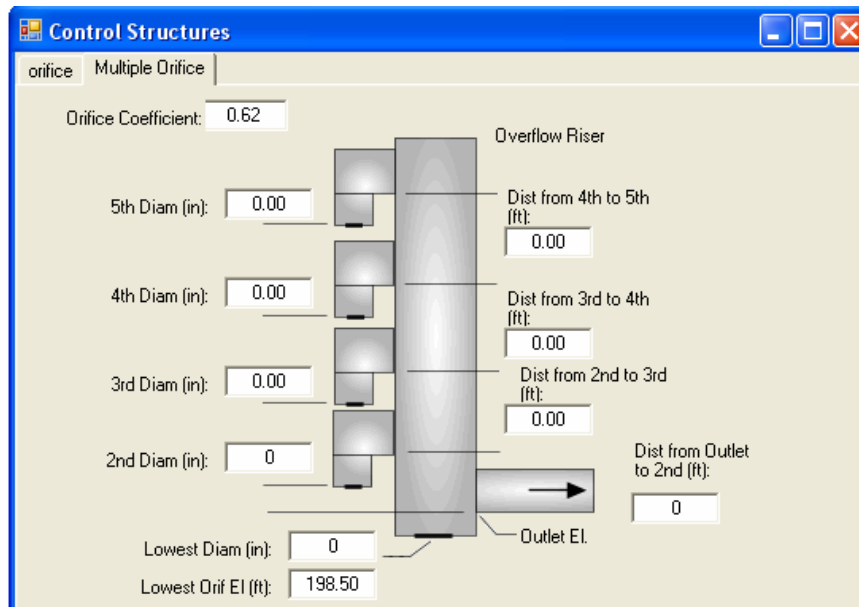 Control Structures
orifice Multiple Orifice
Orifice Coefficient: 0.62
Overflow Riser
5th Diam (in): 0.00
Dist from 4th to 5th
(ft):
0.00
4th Diam (in): 0.00
Dist from 3rd to 4th
(ft):
0.00
3rd Diam (in): 0.00
Dist from 2nd to 3rd
(ft):
0.00
2nd Diam (in): 0
Dist from Outlet
to 2nd (ft):
0
Outlet El.
Lowest Diam (in): 0
Lowest Orif El (ft): 198.50